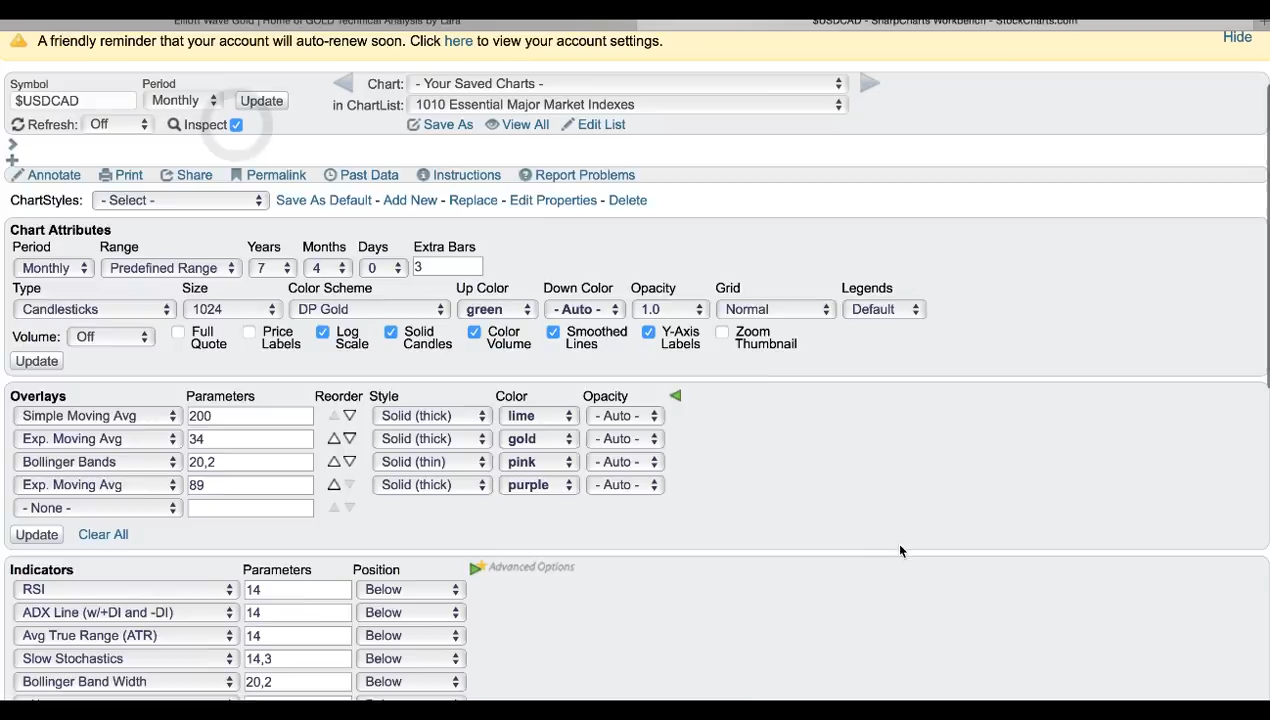 Elliott Wave Gold | Home of GOLD Technical Analysis by Lara $USDCAD - SharpCharts Workbench - StockCharts.com
A friendly reminder that your account will auto-renew soon. Click here to view your account settings. Hide
Symbol Period Chart: - Your Saved Charts -
$USDCAD Monthly Update in ChartList: 1010 Essential Major Market Indexes
Refresh: Off Inspect Save As View All Edit List
Annotate Print Share Permalink Past Data Instructions Report Problems
ChartStyles: - Select - Save As Default - Add New - Replace - Edit Properties - Delete
Chart Attributes
Period Range Years Months Days Extra Bars
Monthly Predefined Range 7 4 0 3
Type Size Color Scheme Up Color Down Color Opacity Grid Legends
Candlesticks 1024 DP Gold green - Auto - 1.0 Normal Default
Volume: Off Full Quote Price Labels Log Scale Solid Candles Color Volume Smoothed Lines Y-Axis Labels Zoom Thumbnail
Update
Overlays Parameters Reorder Style Color Opacity
Simple Moving Avg 200 Solid (thick) lime - Auto -
Exp. Moving Avg 34 Solid (thick) gold - Auto -
Bollinger Bands 20,2 Solid (thin) pink - Auto -
Exp. Moving Avg 89 Solid (thick) purple - Auto -
- None -
Update Clear All
Indicators Parameters Position Advanced Options
RSI 14 Below
ADX Line (w/+DI and -DI) 14 Below
Avg True Range (ATR) 14 Below
Slow Stochastics 14,3 Below
Bollinger Band Width 20,2 Below